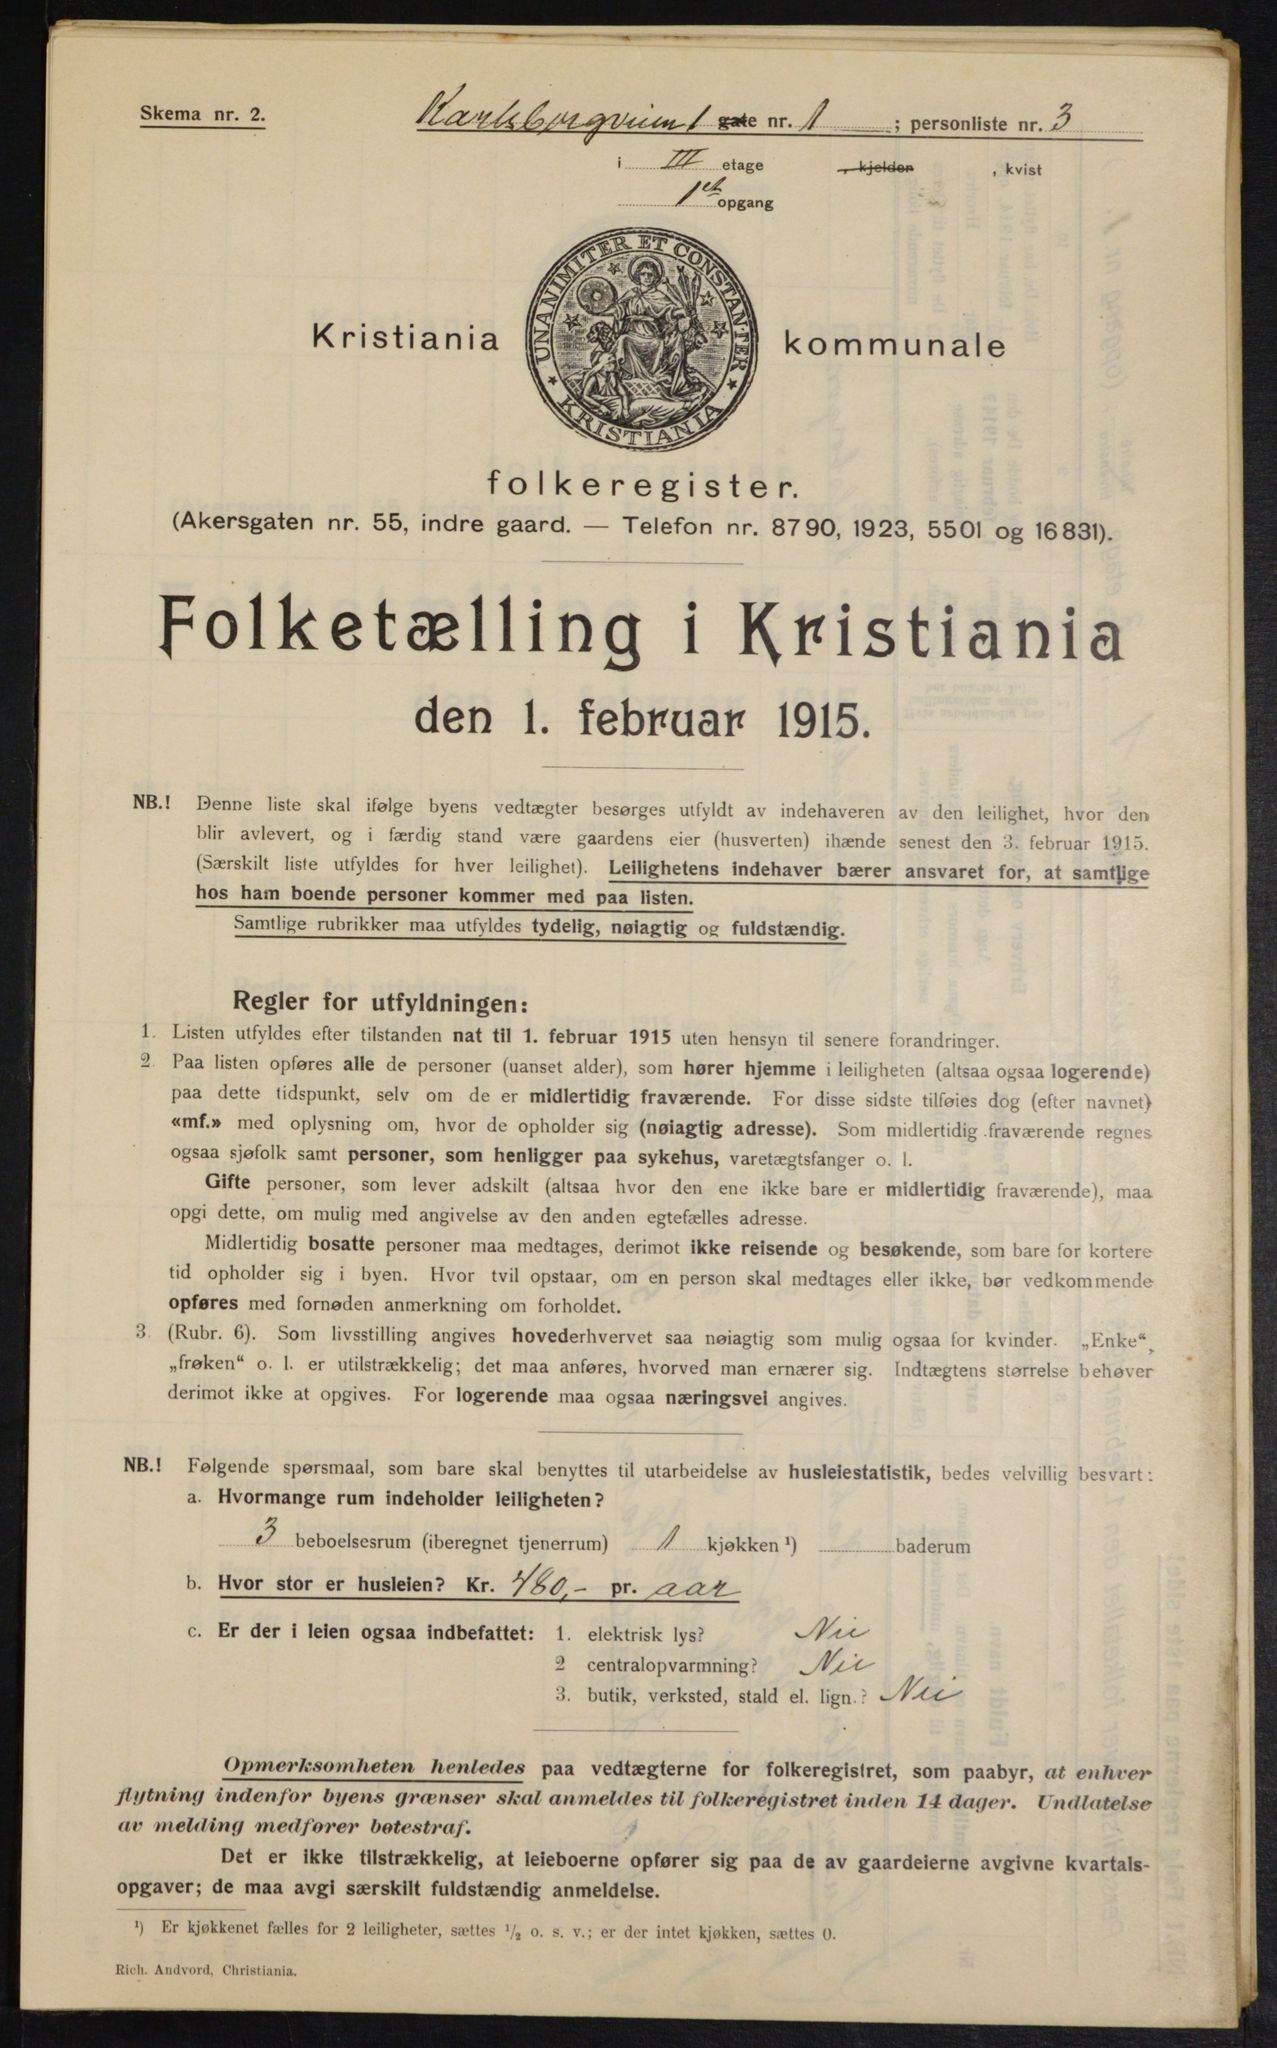 Skema nr. 2.
Karlsborgveien 1 gate nr. 1 ; personliste nr. 3
i III etage , kjelder , kvist
1et opgang
UNANIMITER ET CONSTANTER
KRISTIANIA
Kristiania kommunale
folkeregister.
(Akersgaten nr. 55, indre gaard. — Telefon nr. 8790, 1923, 5501 og 16831).
Folketælling i Kristiania
den 1. februar 1915.
NB.! Denne liste skal ifølge byens vedtægter besørges utfyldt av indehaveren av den leilighet, hvor den
blir avlevert, og i færdig stand være gaardens eier (husverten) ihænde senest den 3. februar 1915.
(Særskilt liste utfyldes for hver leilighet). Leilighetens indehaver bærer ansvaret for, at samtlige
hos ham boende personer kommer med paa listen.
Samtlige rubrikker maa utfyldes tydelig, nøiagtig og fuldstændig.
Regler for utfyldningen:
1. Listen utfyldes efter tilstanden nat til 1. februar 1915 uten hensyn til senere forandringer.
2. Paa listen opføres alle de personer (uanset alder), som hører hjemme i leiligheten (altsaa ogsaa logerende)
paa dette tidspunkt, selv om de er midlertidig fraværende. For disse sidste tilføies dog (efter navnet)
«mf.» med oplysning om, hvor de opholder sig (nøiagtig adresse). Som midlertidig fraværende regnes
ogsaa sjøfolk samt personer, som henligger paa sykehus, varetægtsfanger o. l.
Gifte personer, som lever adskilt (altsaa hvor den ene ikke bare er midlertidig fraværende), maa
opgi dette, om mulig med angivelse av den anden egtefælles adresse.
Midlertidig bosatte personer maa medtages, derimot ikke reisende og besøkende, som bare for kortere
tid opholder sig i byen. Hvor tvil opstaar, om en person skal medtages eller ikke, bør vedkommende
opføres med fornøden anmerkning om forholdet.
3. (Rubr. 6). Som livsstilling angives hovederhvervet saa nøiagtig som mulig ogsaa for kvinder. „Enke“,
„frøken“ o. l. er utilstrækkelig; det maa anføres, hvorved man ernærer sig. Indtægtens størrelse behøver
derimot ikke at opgives. For logerende maa ogsaa næringsvei angives.
NB.! Følgende spørsmaal, som bare skal benyttes til utarbeidelse av husleiestatistik, bedes velvillig besvart:
a. Hvormange rum indeholder leiligheten?
3 beboelsesrum (iberegnet tjenerrum) 1 kjøkken ¹) baderum
b. Hvor stor er husleien? Kr. 480,- pr. aar
c. Er der i leien ogsaa indbefattet: 1. elektrisk lys? Nei
2 centralopvarmning? Nei
3. butik, verksted, stald el. lign.? Nei
Opmerksomheten henledes paa vedtægterne for folkeregistret, som paabyr, at enhver
flytning indenfor byens grænser skal anmeldes til folkeregistret inden 14 dager. Undlatelse
av melding medfører bøtestraf.
Det er ikke tilstrækkelig, at leieboerne opfører sig paa de av gaardeierne avgivne kvartals-
opgaver; de maa avgi særskilt fuldstændig anmeldelse.
¹) Er kjøkkenet fælles for 2 leiligheter, sættes ½ o. s. v.; er der intet kjøkken, sættes 0.
Rich. Andvord, Christiania.